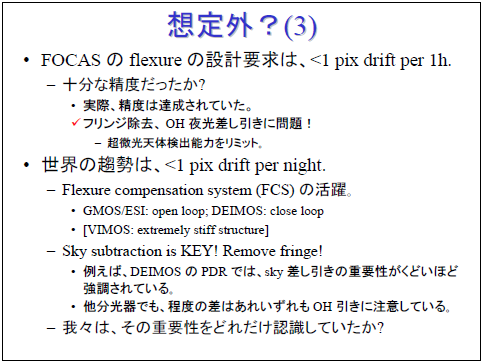 想定外？(3)
• FOCAS の flexure の設計要求は、<1 pix drift per 1h.
– 十分な精度だったか?
• 実際、精度は達成されていた。
✓フリンジ除去、OH 夜光差し引きに問題！
– 超微光天体検出能力をリミット。
• 世界の趨勢は、<1 pix drift per night.
– Flexure compensation system (FCS) の活躍。
• GMOS/ESI: open loop; DEIMOS: close loop
• [VIMOS: extremely stiff structure]
– Sky subtraction is KEY! Remove fringe!
• 例えば、DEIMOS の PDR では、sky 差し引きの重要性がくどいほど
強調されている。
• 他分光器でも、程度の差はあれいずれも OH 引きに注意している。
– 我々は、その重要性をどれだけ認識していたか?